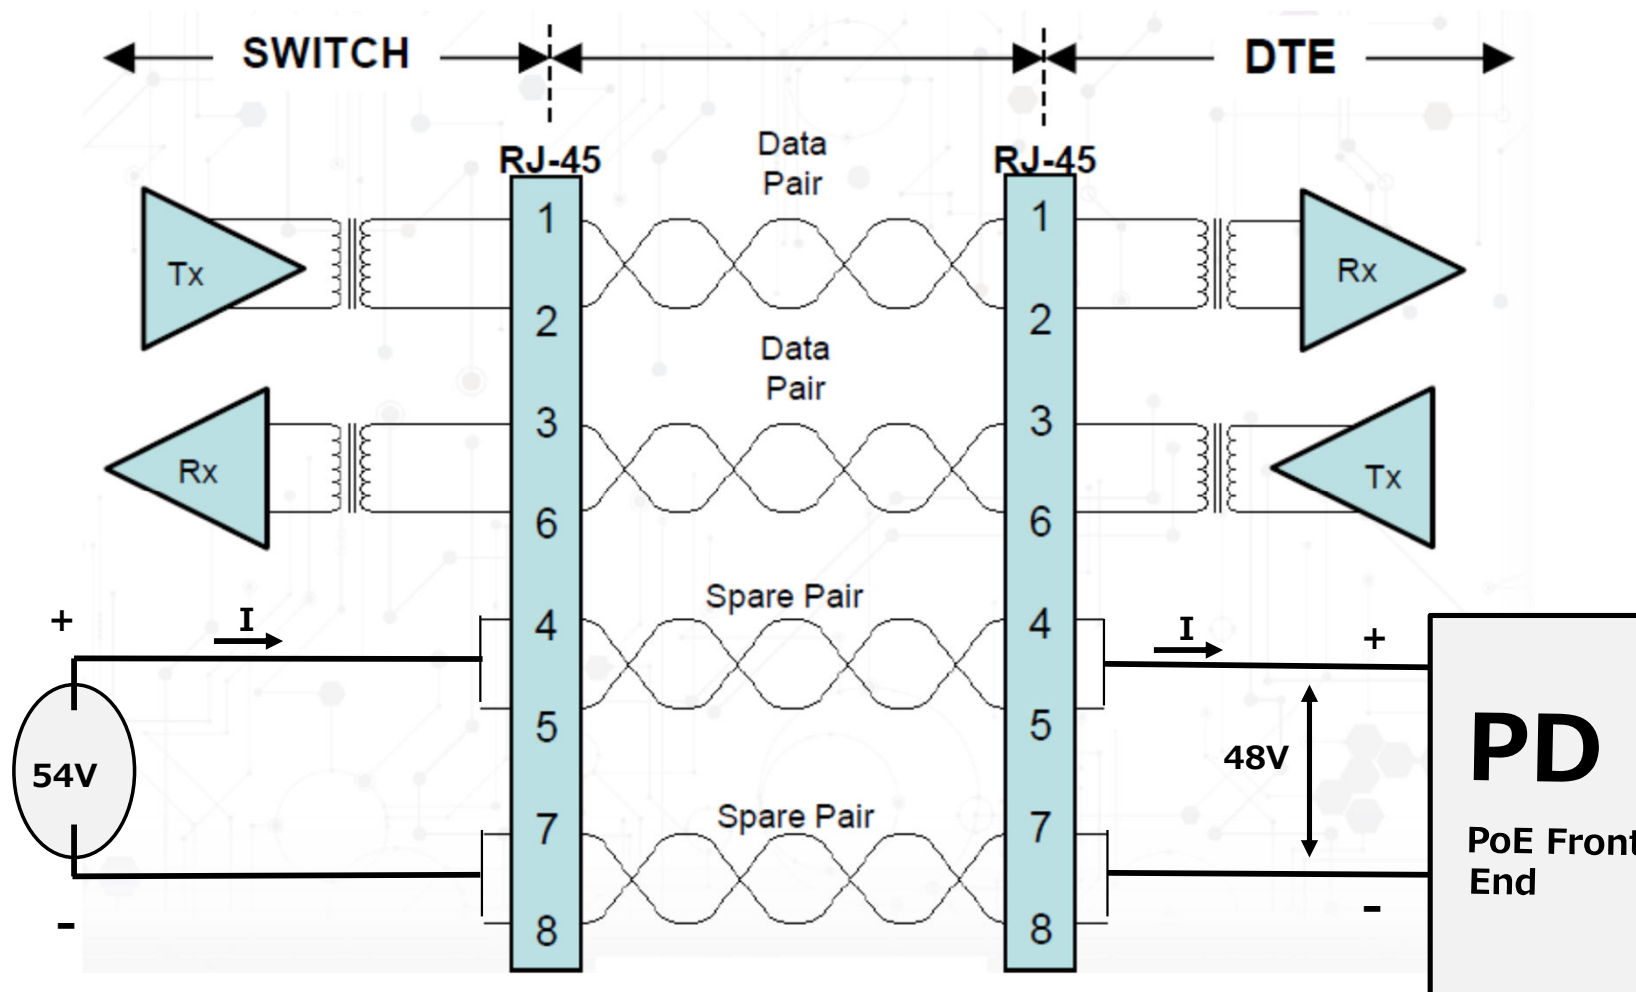 SWITCH
DTE
RJ-45
Data
Pair
RJ-45
1
1
Tx
Rx
2
2
Data
Pair
3
3
Rx
Tx
6
6
Spare Pair
+
I
4
4
I
+
5
5
54V
48V
PD
Spare Pair
7
7
PoE Front
End
-
8
8
-